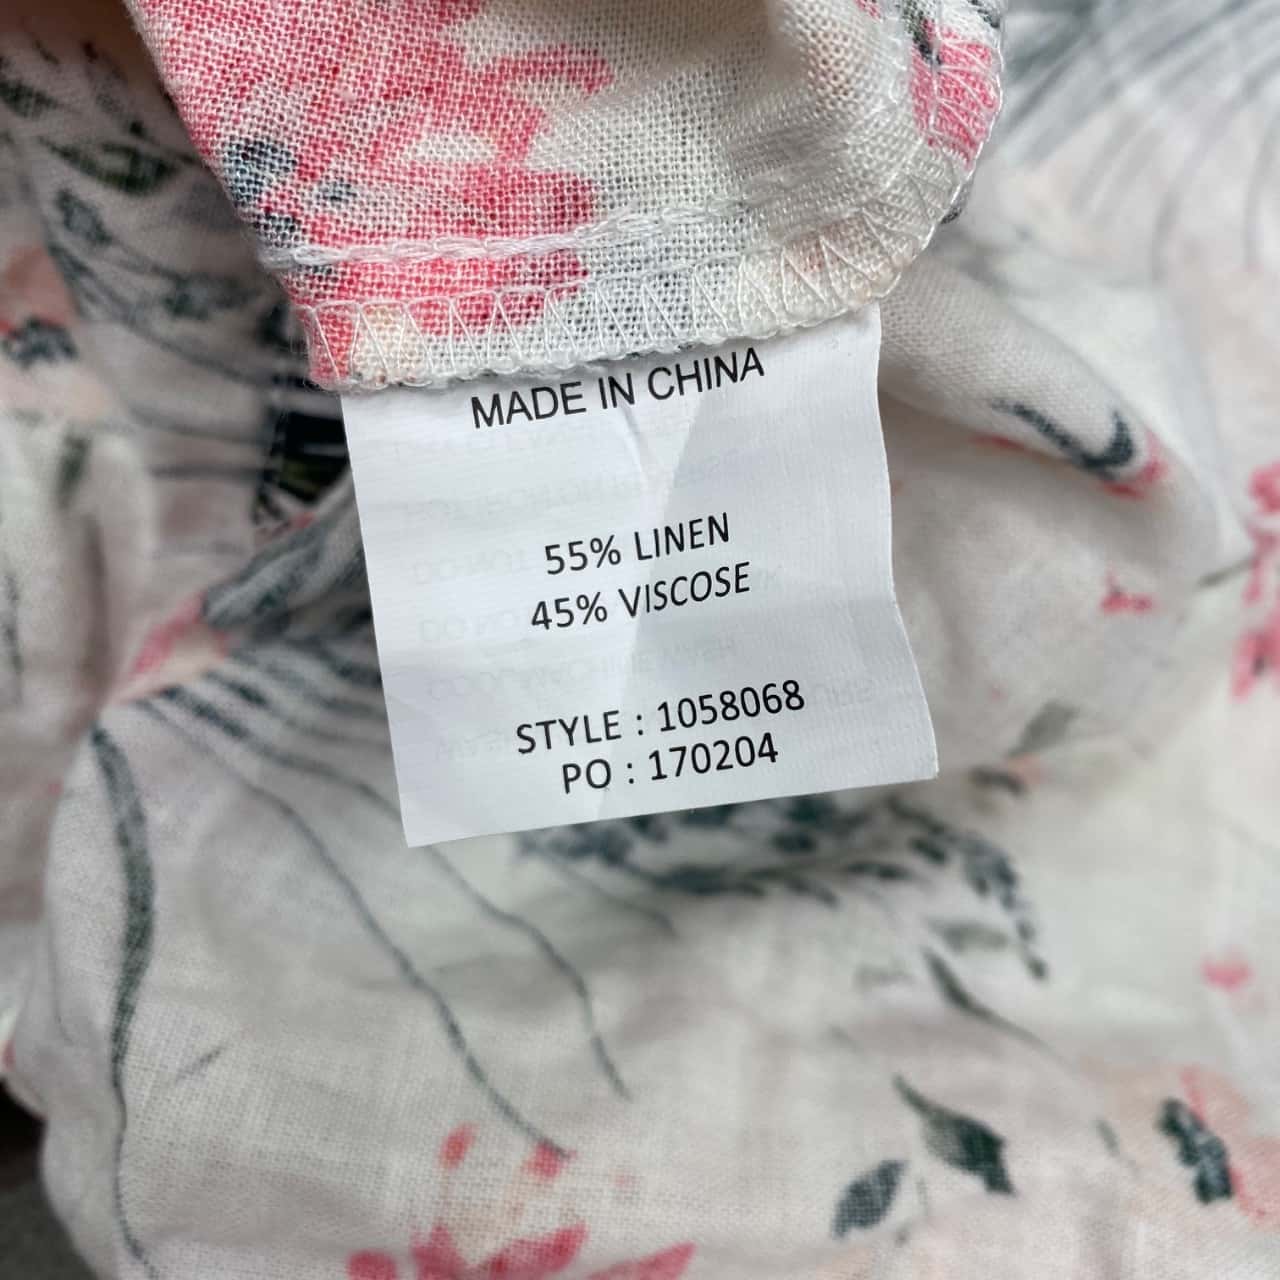 MADE IN CHINA
55% LINEN
45% VISCOSE
STYLE : 1058068
PO : 170204